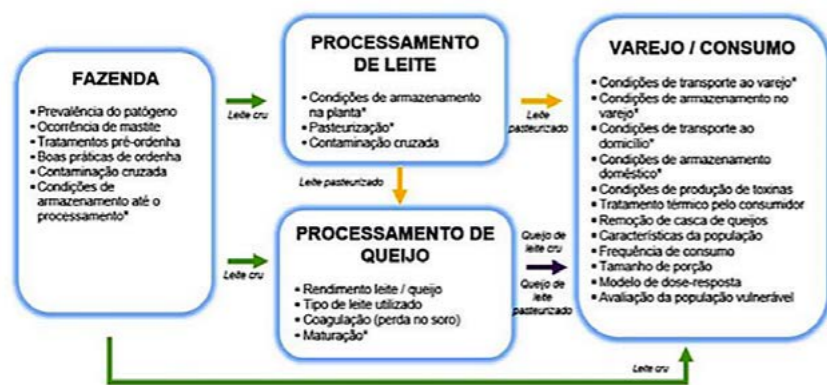 FAZENDA
• Prevalência do patógeno
• Ocorrência de mastite
• Tratamentos pré-ordenha
• Boas práticas de ordenha
• Contaminação cruzada
• Condições de
armazenamento até o
processamento*
Leite cru
PROCESSAMENTO
DE LEITE
• Condições de armazenamento
na planta*
• Pasteurização*
• Contaminação cruzada
Leite
pasteurizado
Leite pasteurizado
Leite cru
PROCESSAMENTO DE
QUEIJO
• Rendimento leite / queijo
• Tipo de leite utilizado
• Coagulação (perda no soro)
• Maturação*
Queijo de
leite cru
Queijo de
leite
pasteurizado
VAREJO / CONSUMO
• Condições de transporte ao varejo*
• Condições de armazenamento no
varejo*
• Condições de transporte ao
domicílio*
• Condições de armazenamento
doméstico*
• Condições de produção de toxinas
• Tratamento térmico pelo consumidor
• Remoção de casca de queijos
• Características da população
• Frequência de consumo
• Tamanho de porção
• Modelo de dose-resposta
• Avaliação da população vulnerável
Leite cru